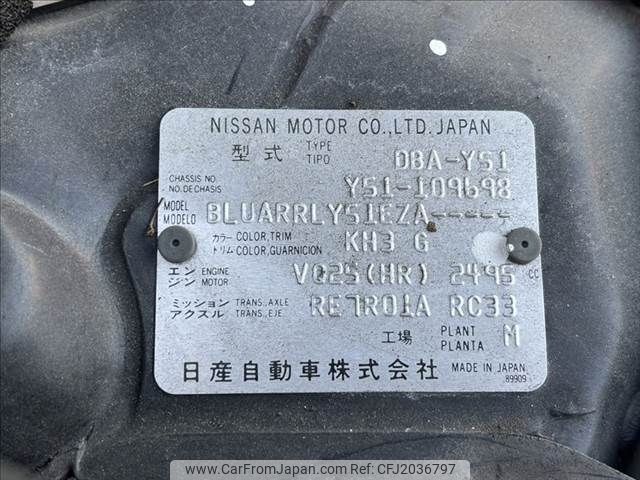 NISSAN MOTOR CO.,LTD. JAPAN
型式 TYPE TIPO DBA-Y51
CHASSIS NO. NO.DE CHASIS Y51-109698
MODEL MODELO BLUARRLY51EZA-----
カラー COLOR,TRIM トリム COLOR,GUARNICION KH3 G
エンジン ENGINE MOTOR VQ25(HR) 2495 CC
ミッション TRANS.,AXLE アクスル TRANS.,EJE RE7R01A RC33
工場 PLANT PLANTA M
日産自動車株式会社 MADE IN JAPAN
89909
www.CarFromJapan.com | CarFromJapan | CFJ2036797